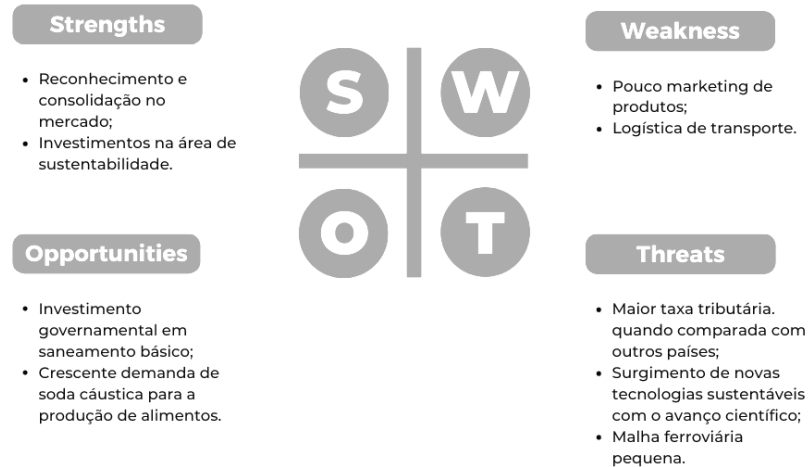 Strengths
• Reconhecimento e
consolidação no
mercado;
• Investimentos na área de
sustentabilidade.
S
W
O
T
Weakness
• Pouco marketing de
produtos;
• Logística de transporte.
Opportunities
• Investimento
governamental em
saneamento básico;
• Crescente demanda de
soda cáustica para a
produção de alimentos.
Threats
• Maior taxa tributária.
quando comparada com
outros países;
• Surgimento de novas
tecnologias sustentáveis
com o avanço científico;
• Malha ferroviária
pequena.